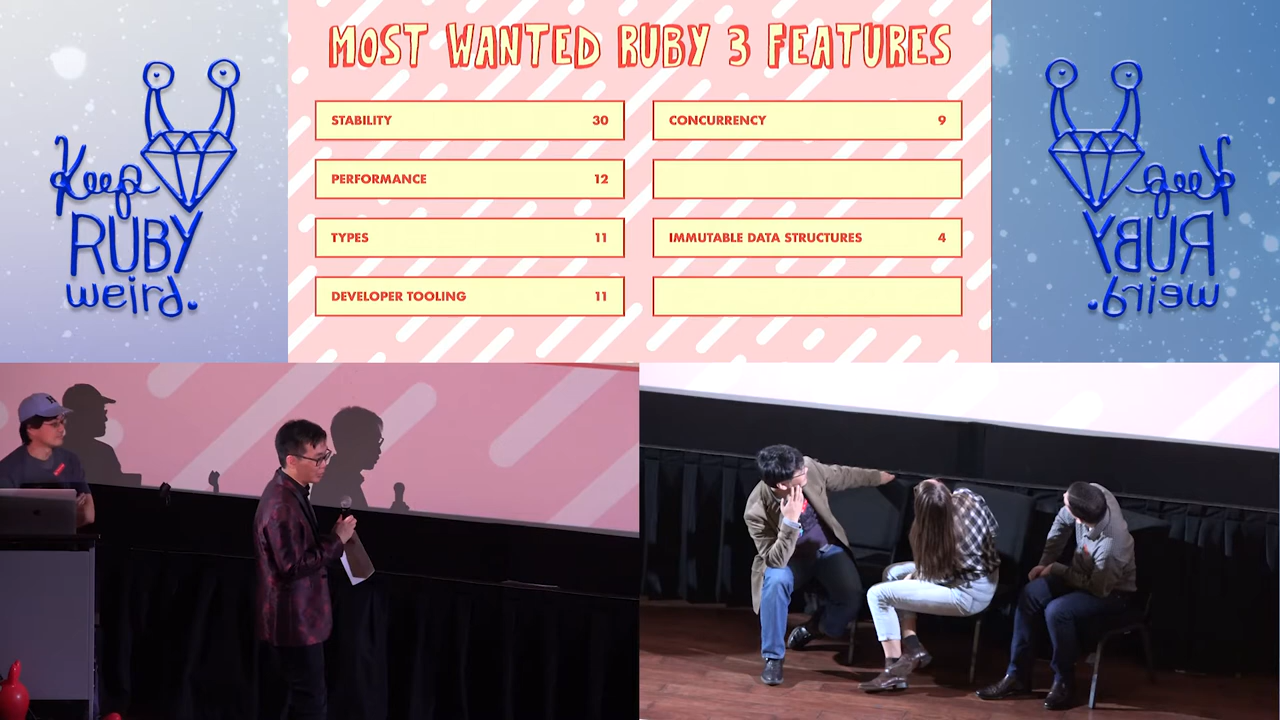 Keep
RUBY
weird.
MOST WANTED RUBY 3 FEATURES
STABILITY 30
PERFORMANCE 12
TYPES 11
DEVELOPER TOOLING 11
CONCURRENCY 9
IMMUTABLE DATA STRUCTURES 4
Keep
RUBY
weird.